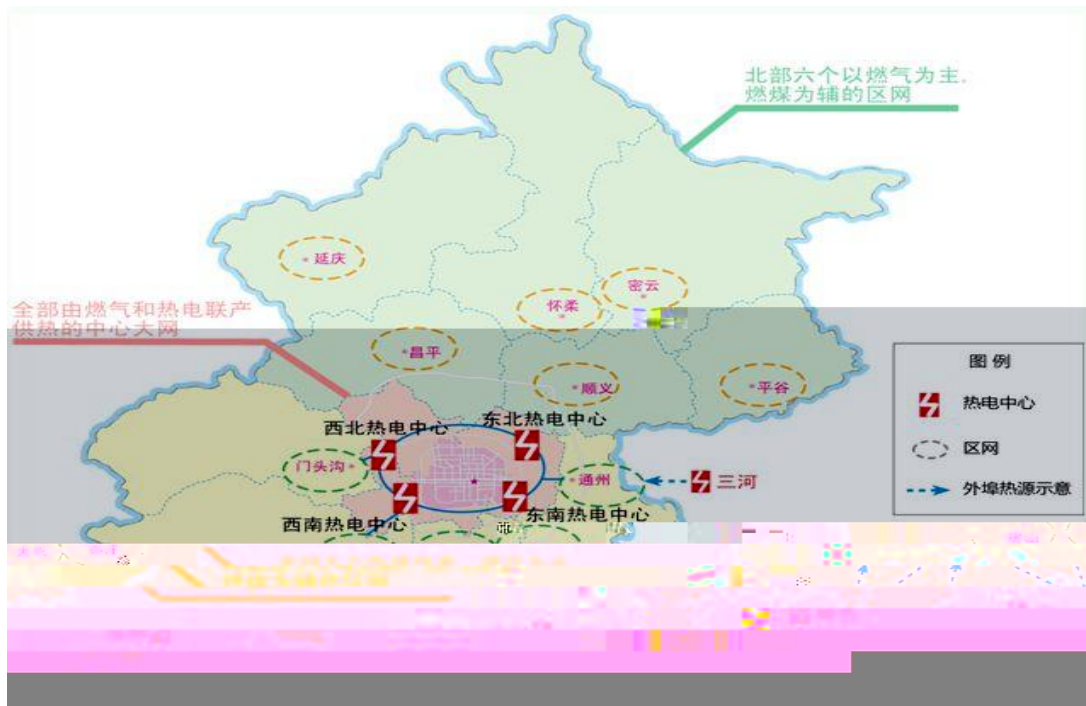 北部六个以燃气为主,
燃煤为辅的区网
延庆
密云
怀柔
全部由燃气和热电联产
供热的中心大网
昌平
顺义
平谷
图例
热电中心
区网
外埠热源示意
西北热电中心
东北热电中心
门头沟
通州
三河
西南热电中心
东南热电中心